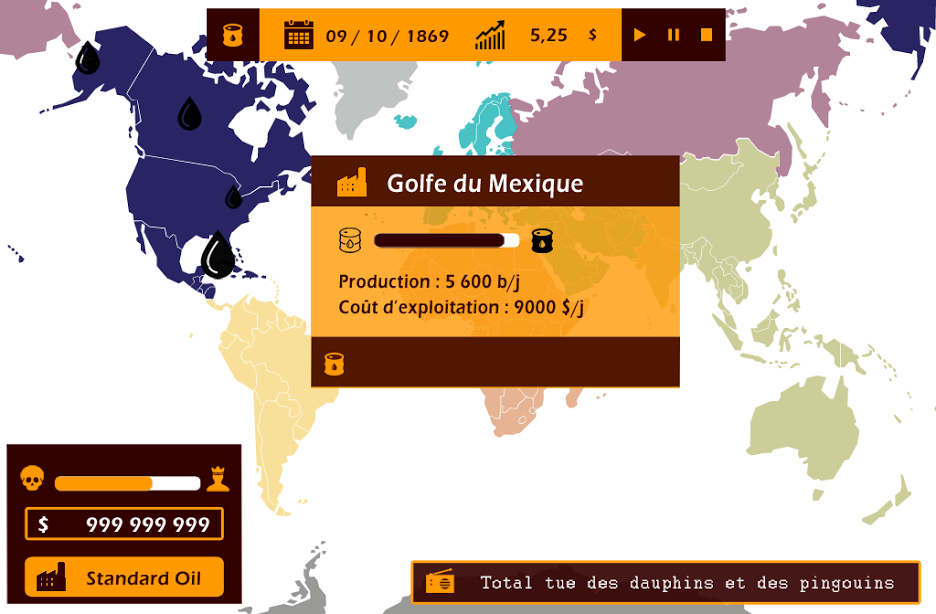 09 / 10 / 1869 5,25 $
Golfe du Mexique
Production : 5 600 b/j
Coût d'exploitation : 9000 $/j
$ 999 999 999
Standard Oil
Total tue des dauphins et des pingouins